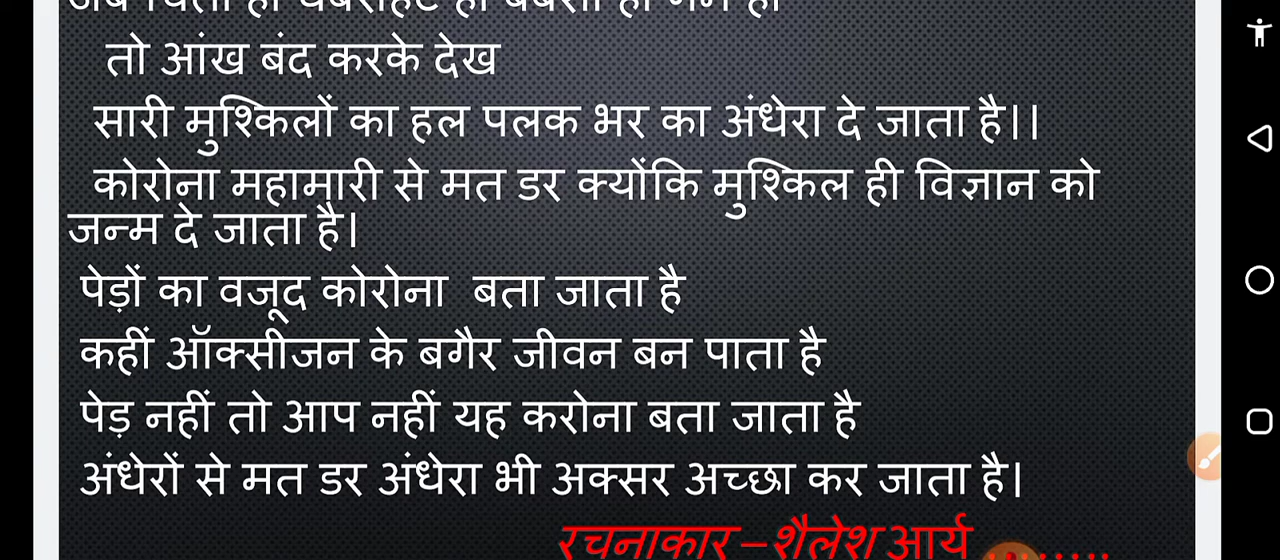 तो आंख बंद करके देख
सारी मुश्किलों का हल पलक भर का अंधेरा दे जाता है।।
कोरोना महामारी से मत डर क्योंकि मुश्किल ही विज्ञान को
जन्म दे जाता है।
पेड़ों का वजूद कोरोना बता जाता है
कहीं ऑक्सीजन के बगैर जीवन बन पाता है
पेड़ नहीं तो आप नहीं यह करोना बता जाता है
अंधेरों से मत डर अंधेरा भी अक्सर अच्छा कर जाता है।
रचनाकार –शैलेश आर्य ........